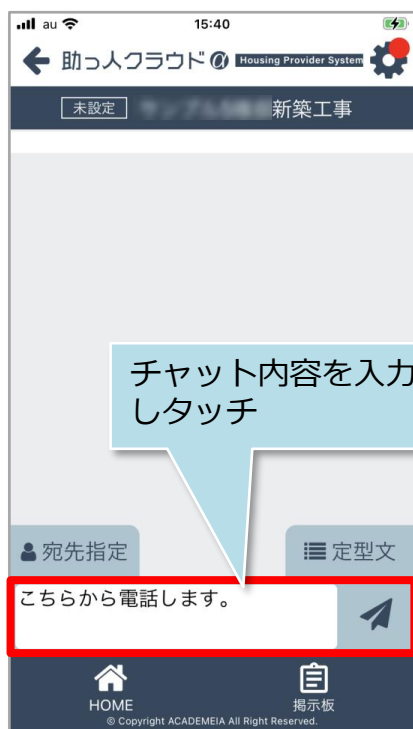 au 15:40
助っ人クラウド@ Housing Provider System
未設定 新築工事
チャット内容を入力
しタッチ
宛先指定 定型文
こちらから電話します。
HOME 掲示板
© Copyright ACADEMEIA All Right Reserved.